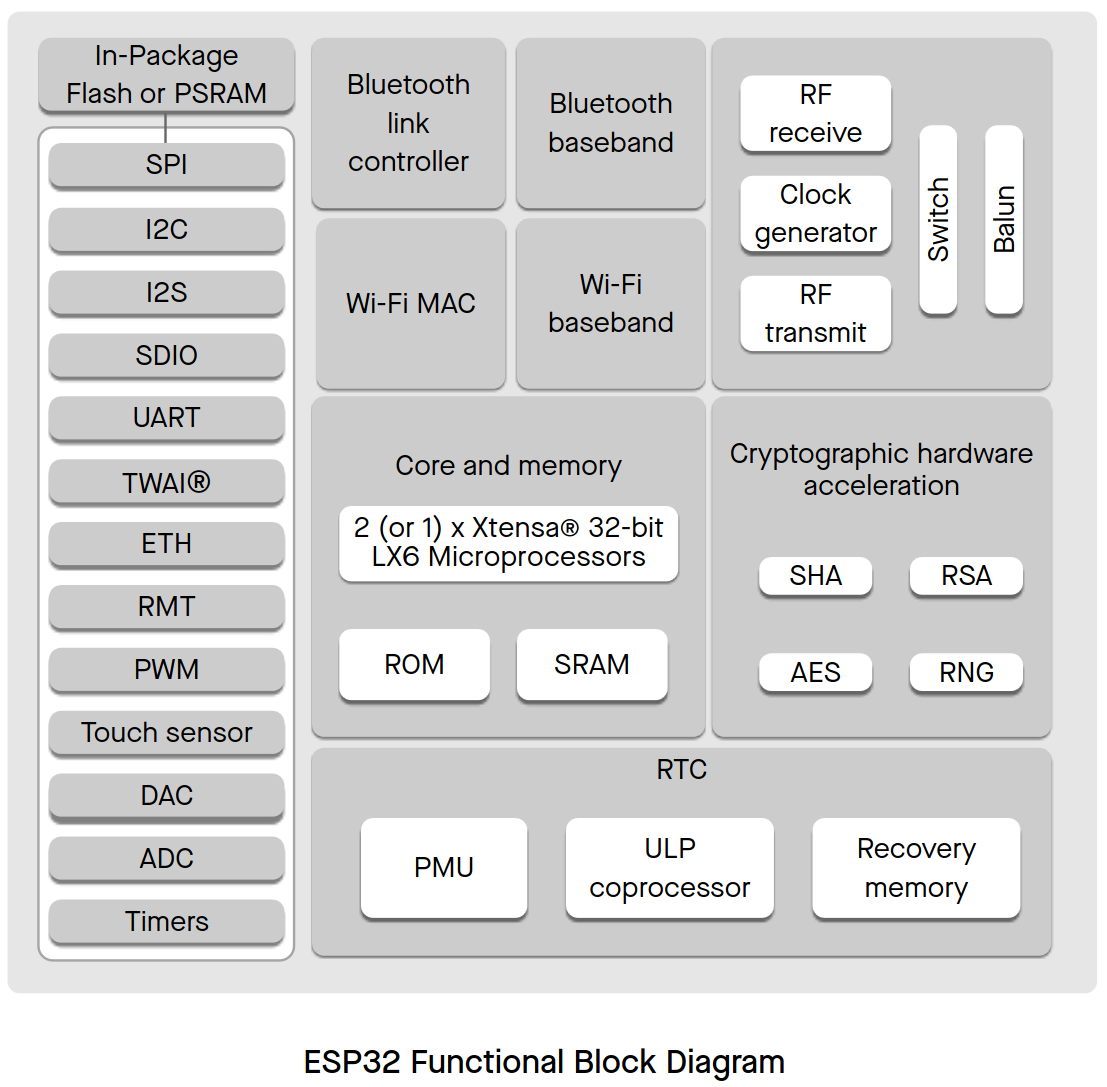 In-Package
Flash or PSRAM
SPI
I2C
I2S
SDIO
UART
TWAI®
ETH
RMT
PWM
Touch sensor
DAC
ADC
Timers
Bluetooth
link
controller
Bluetooth
baseband
Wi-Fi MAC
Wi-Fi
baseband
RF
receive
Clock
generator
RF
transmit
Switch
Balun
Core and memory
2 (or 1) x Xtensa® 32-bit
LX6 Microprocessors
ROM
SRAM
Cryptographic hardware
acceleration
SHA
RSA
AES
RNG
RTC
PMU
ULP
coprocessor
Recovery
memory
ESP32 Functional Block Diagram